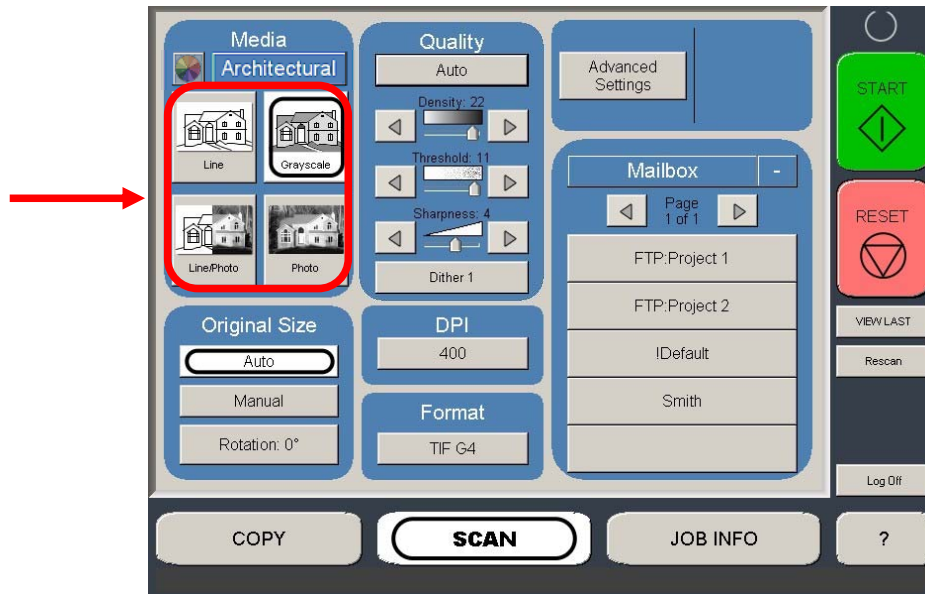 Media
Architectural
Line
Grayscale
Line/Photo
Photo
Original Size
Auto
Manual
Rotation: 0°
Quality
Auto
Density: 22
Threshold: 11
Sharpness: 4
Dither 1
DPI
400
Format
TIF G4
Advanced
Settings
Mailbox -
Page
1 of 1
FTP:Project 1
FTP:Project 2
!Default
Smith
START
RESET
VIEW LAST
Rescan
Log Off
COPY
SCAN
JOB INFO
?